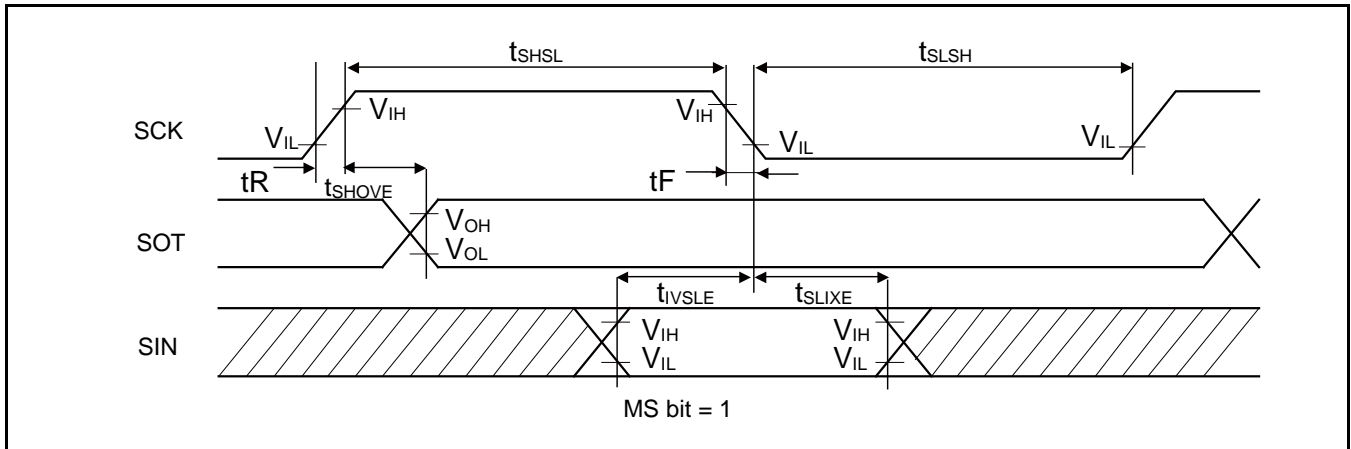 tSHSL tSLSH
VIH VIH
SCK VIL VIL VIL
tR tSHOVE tF
VOH
SOT VOL
tIVSLE tSLIXE
VIH VIH
SIN VIL VIL
MS bit = 1